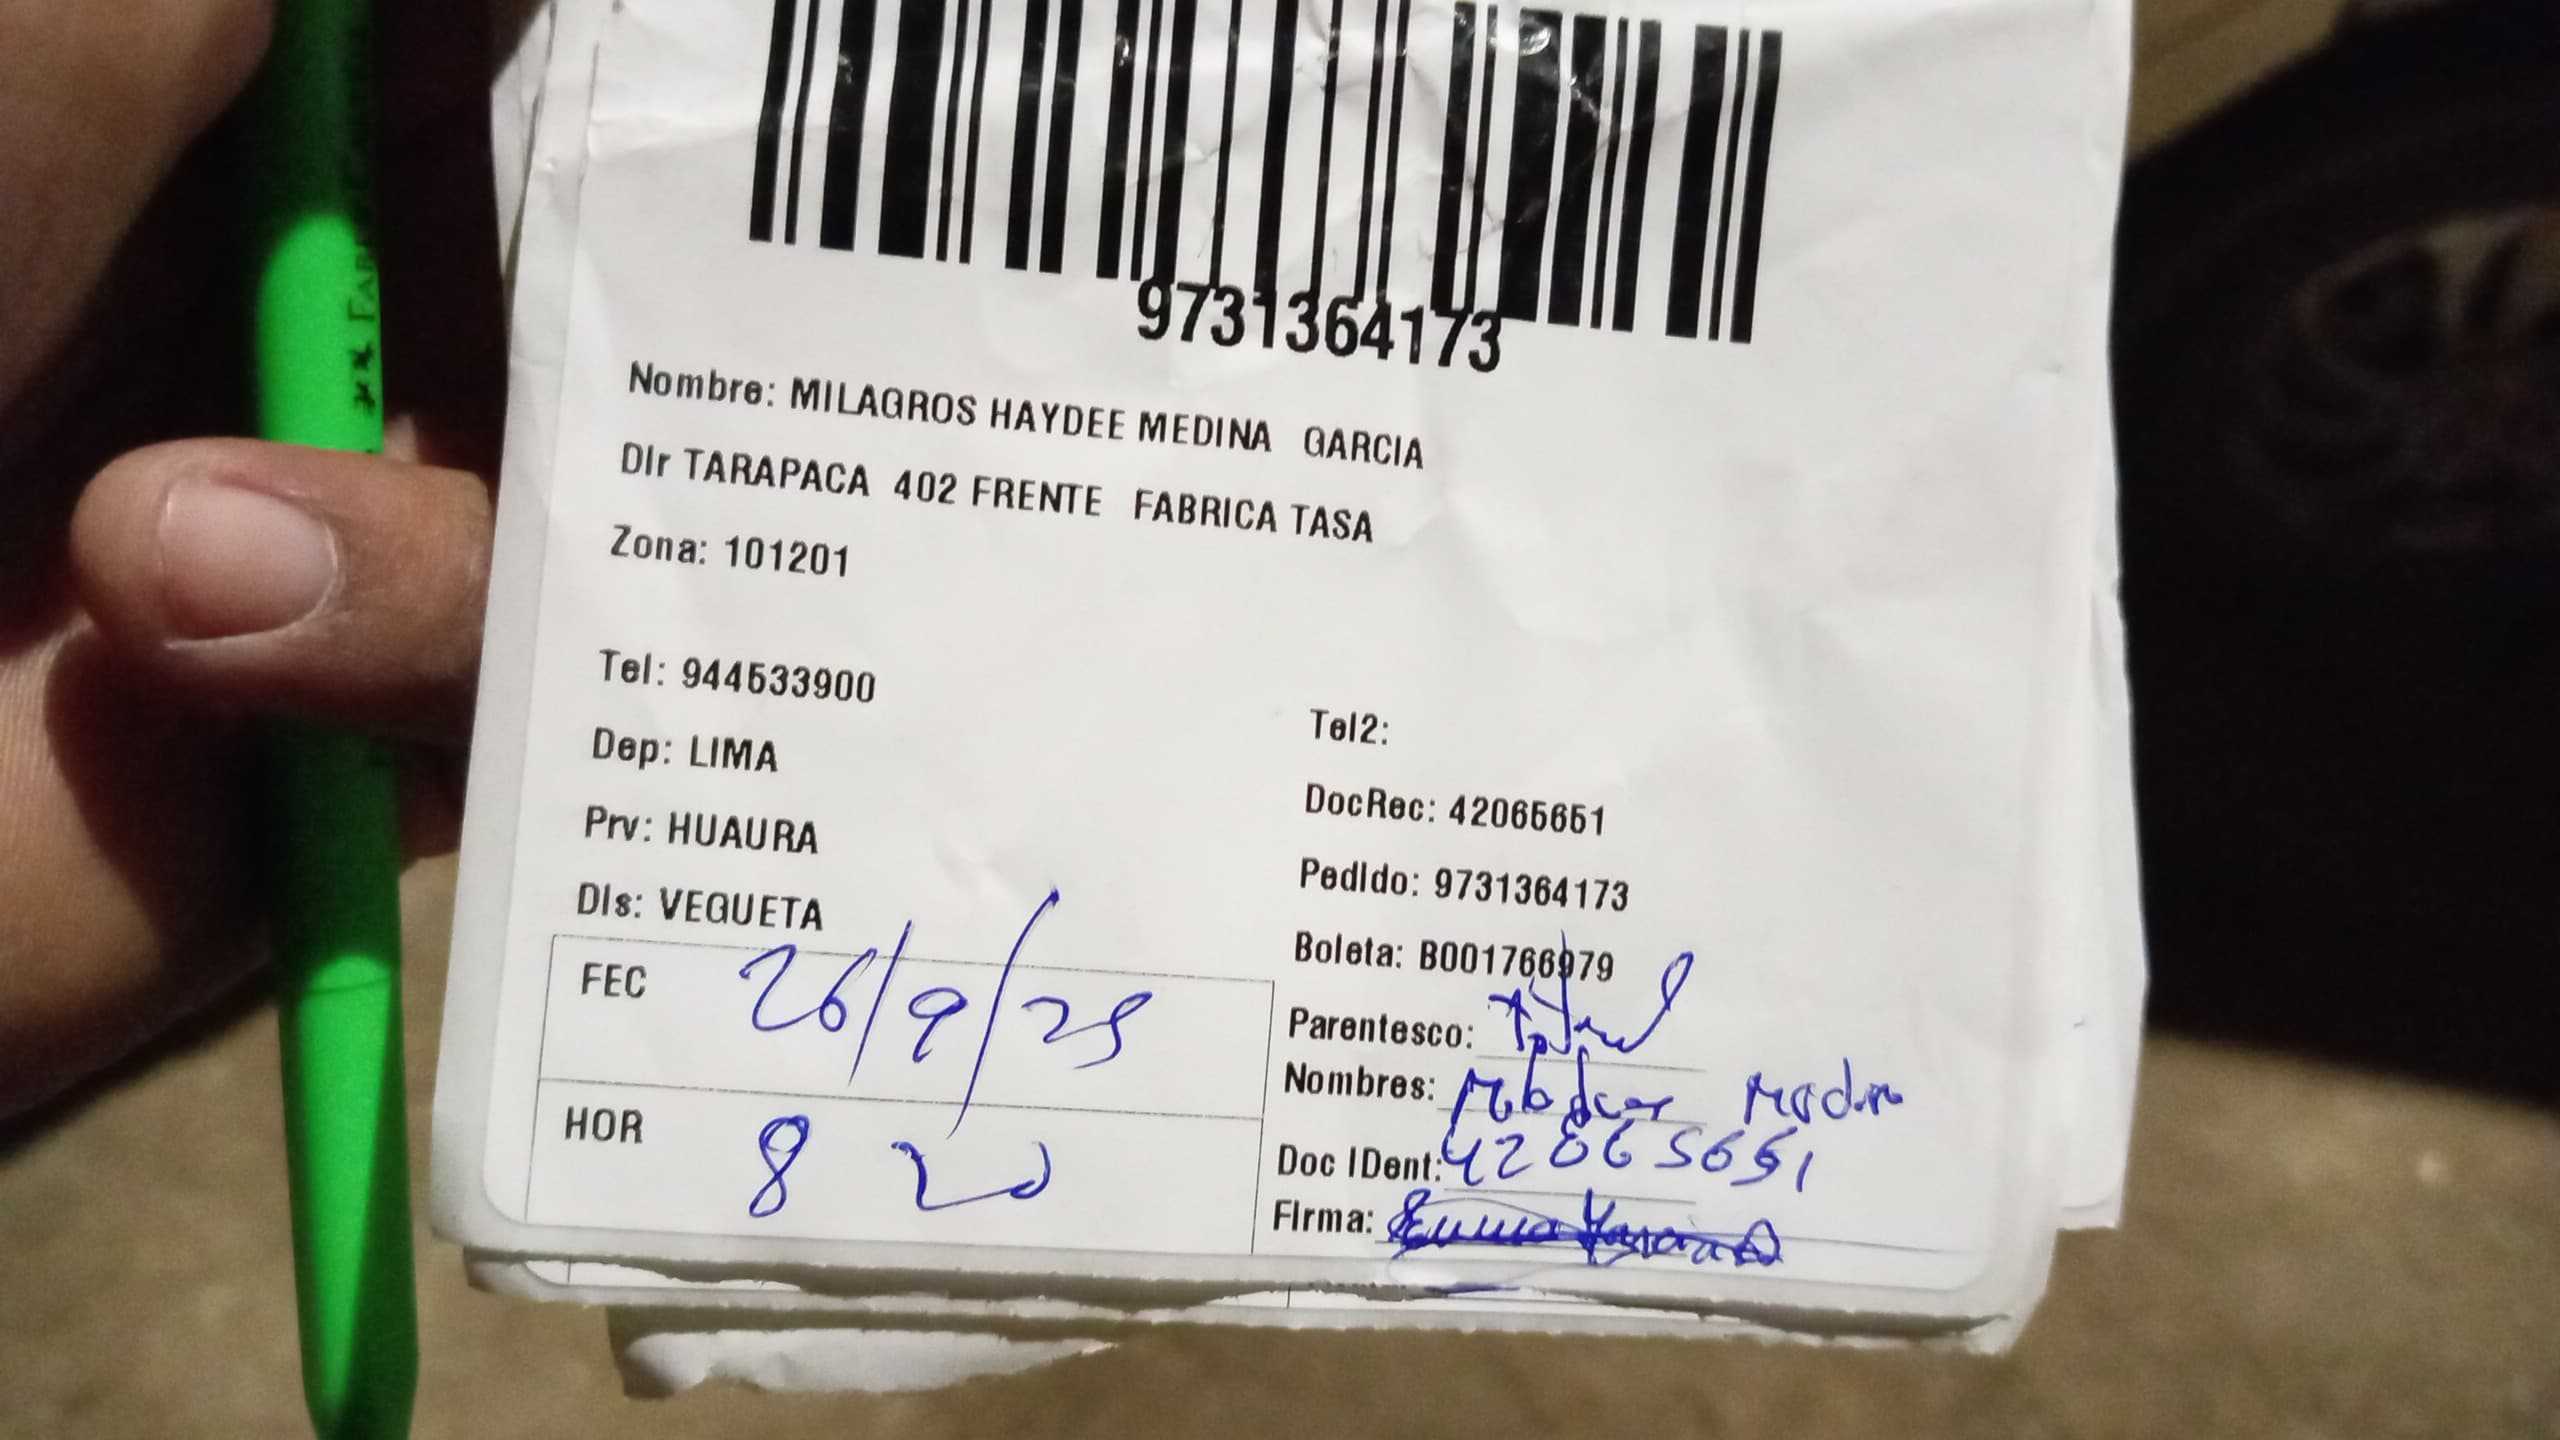 9731364173
Nombre: MILAGROS HAYDEE MEDINA GARCIA
Dir TARAPACA 402 FRENTE FABRICA TASA
Zona: 101201
Tel: 944533900
Tel2:
Dep: LIMA
DocRec: 42065651
Prv: HUAURA
Pedido: 9731364173
Dis: VEGUETA
Boleta: B001766979
FEC 26/9/25
Parentesco:
Nombres:
HOR 8 20
Doc IDent: 42065651
Firma: